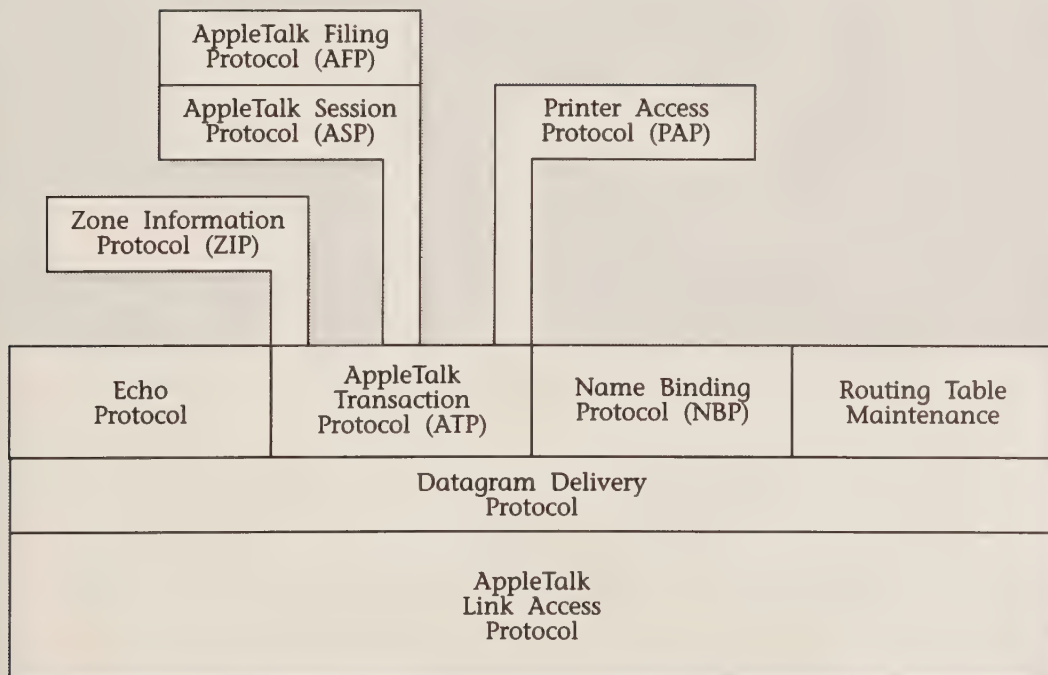 AppleTalk Filing
Protocol (AFP)
AppleTalk Session
Protocol (ASP)
Printer Access
Protocol (PAP)
Zone Information
Protocol (ZIP)
Echo
Protocol
AppleTalk
Transaction
Protocol (ATP)
Name Binding
Protocol (NBP)
Routing Table
Maintenance
Datagram Delivery
Protocol
AppleTalk
Link Access
Protocol